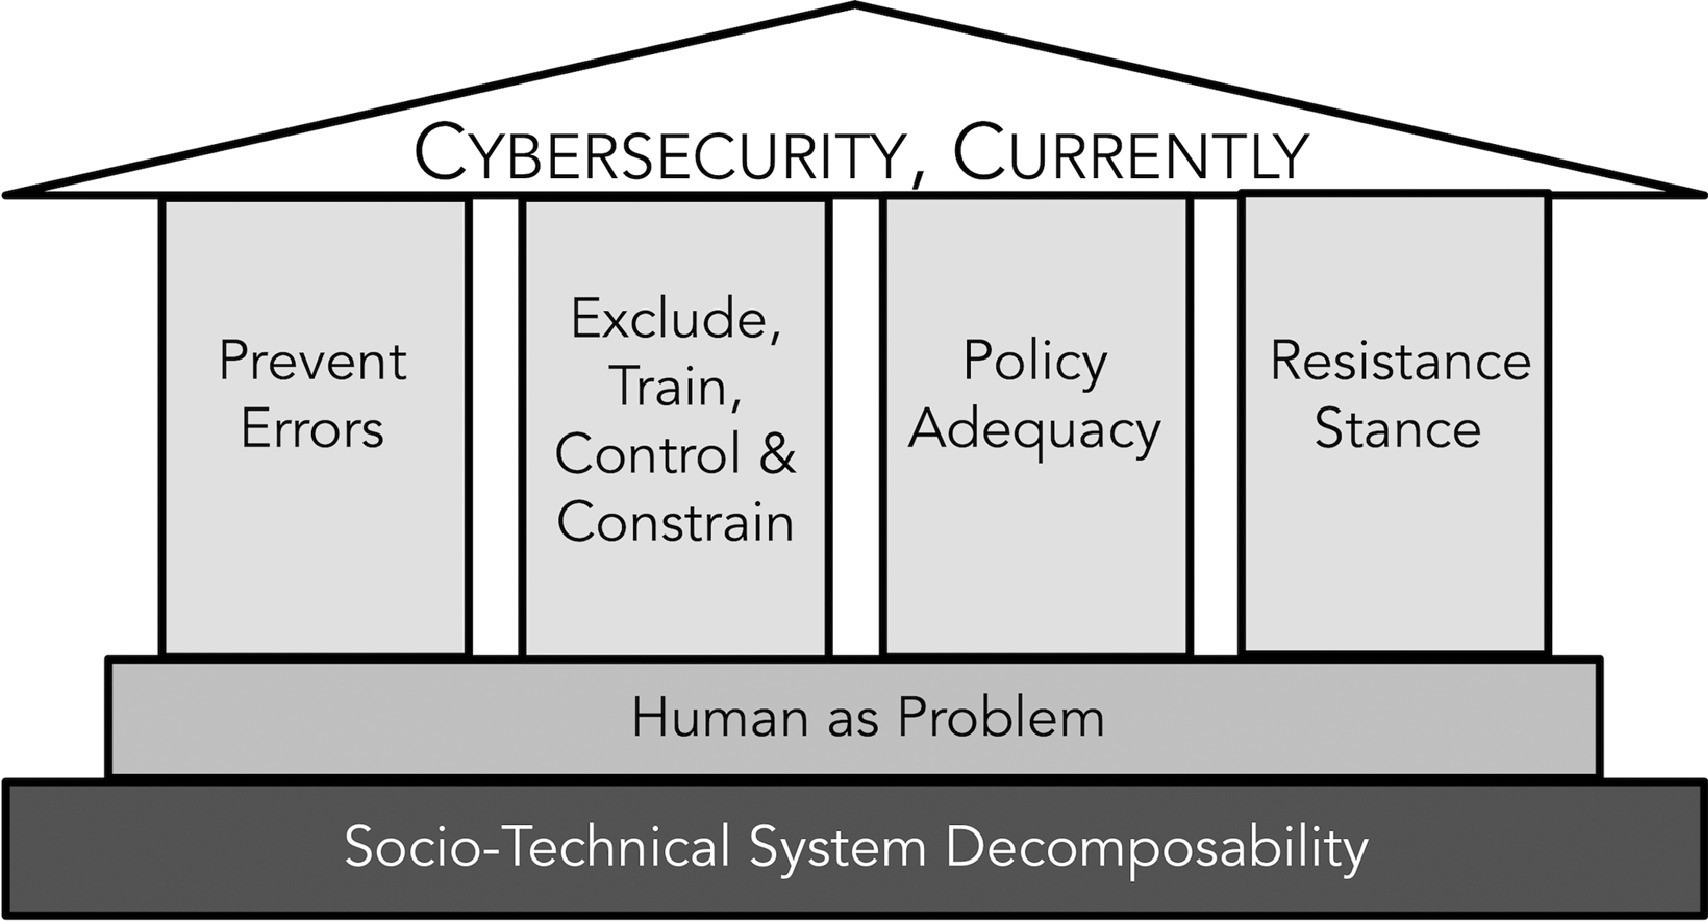 CYBERSECURITY, CURRENTLY
Prevent
Errors
Exclude,
Train,
Control &
Constrain
Policy
Adequacy
Resistance
Stance
Human as Problem
Socio-Technical System Decomposability